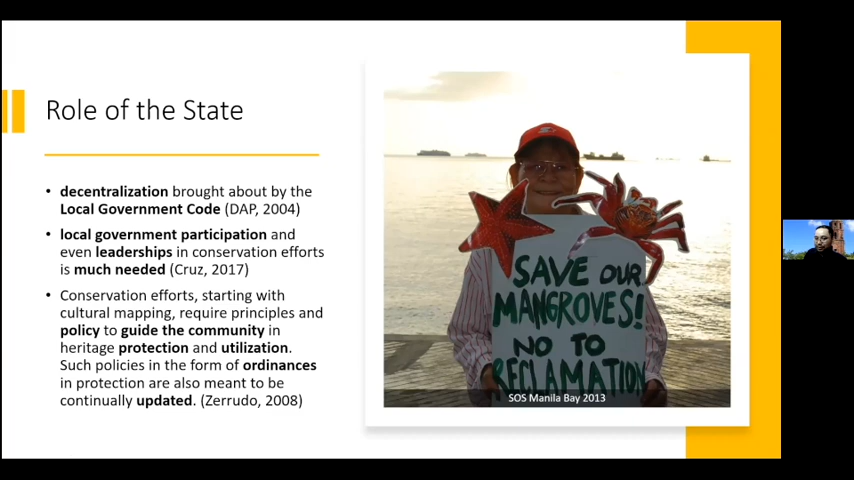 Role of the State
• decentralization brought about by the
Local Government Code (DAP, 2004)
• local government participation and
even leaderships in conservation efforts
is much needed (Cruz, 2017)
• Conservation efforts, starting with
cultural mapping, require principles and
policy to guide the community in
heritage protection and utilization.
Such policies in the form of ordinances
in protection are also meant to be
continually updated. (Zerrudo, 2008)
SAVE OUR
MANGROVES!
NO TO
RECLAMATION
SOS Manila Bay 2013